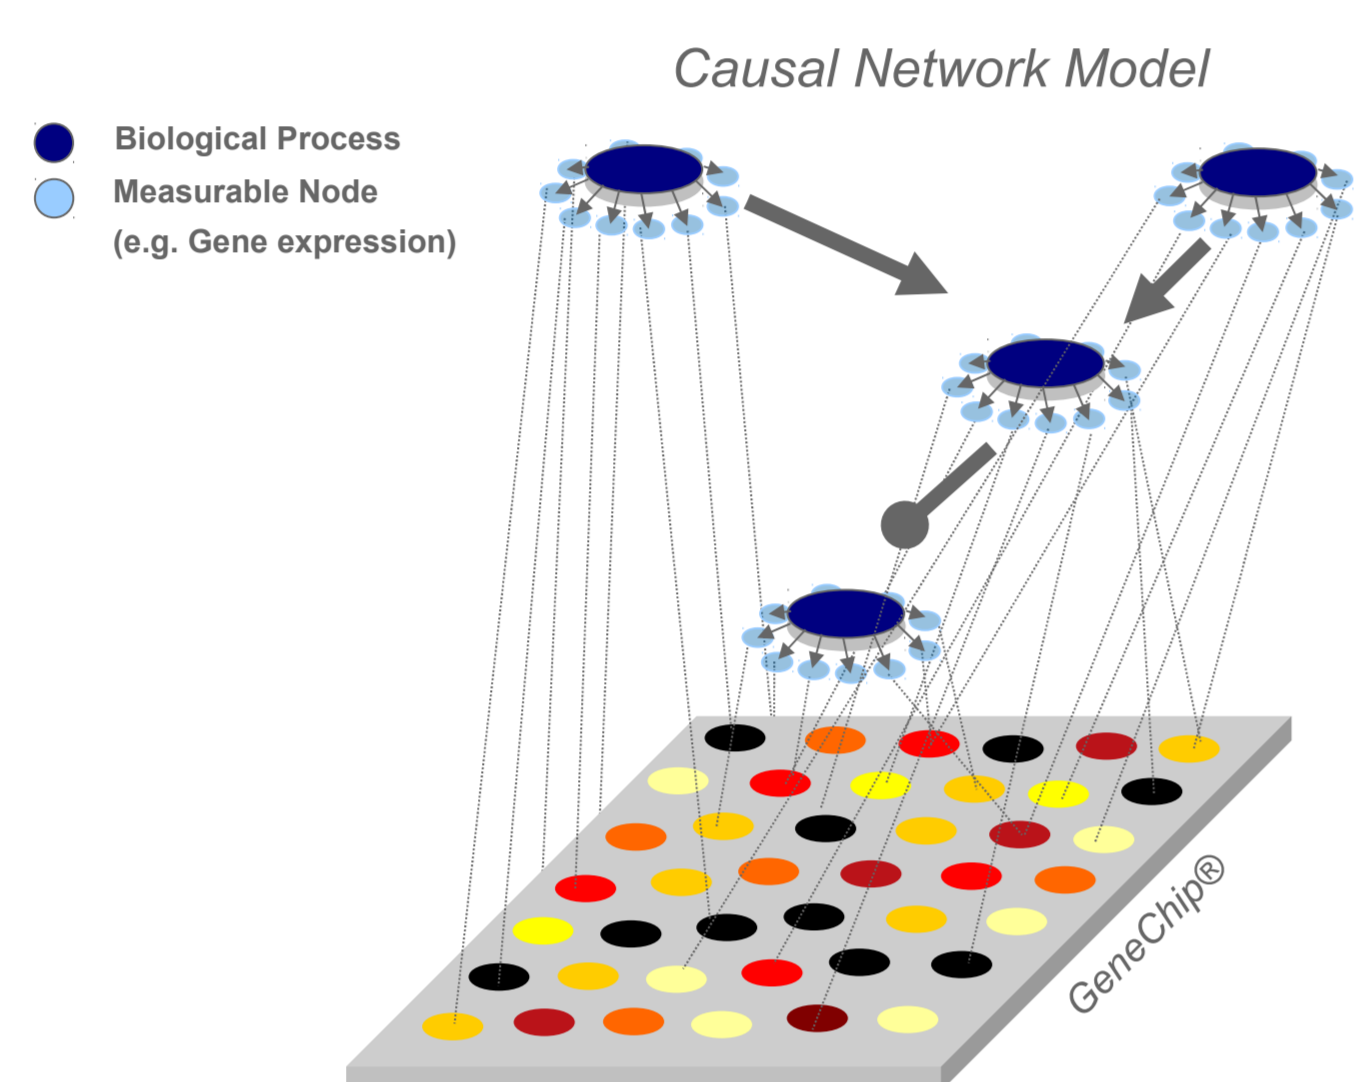 Causal Network Model
Biological Process
Measurable Node
(e.g. Gene expression)
GeneChip®